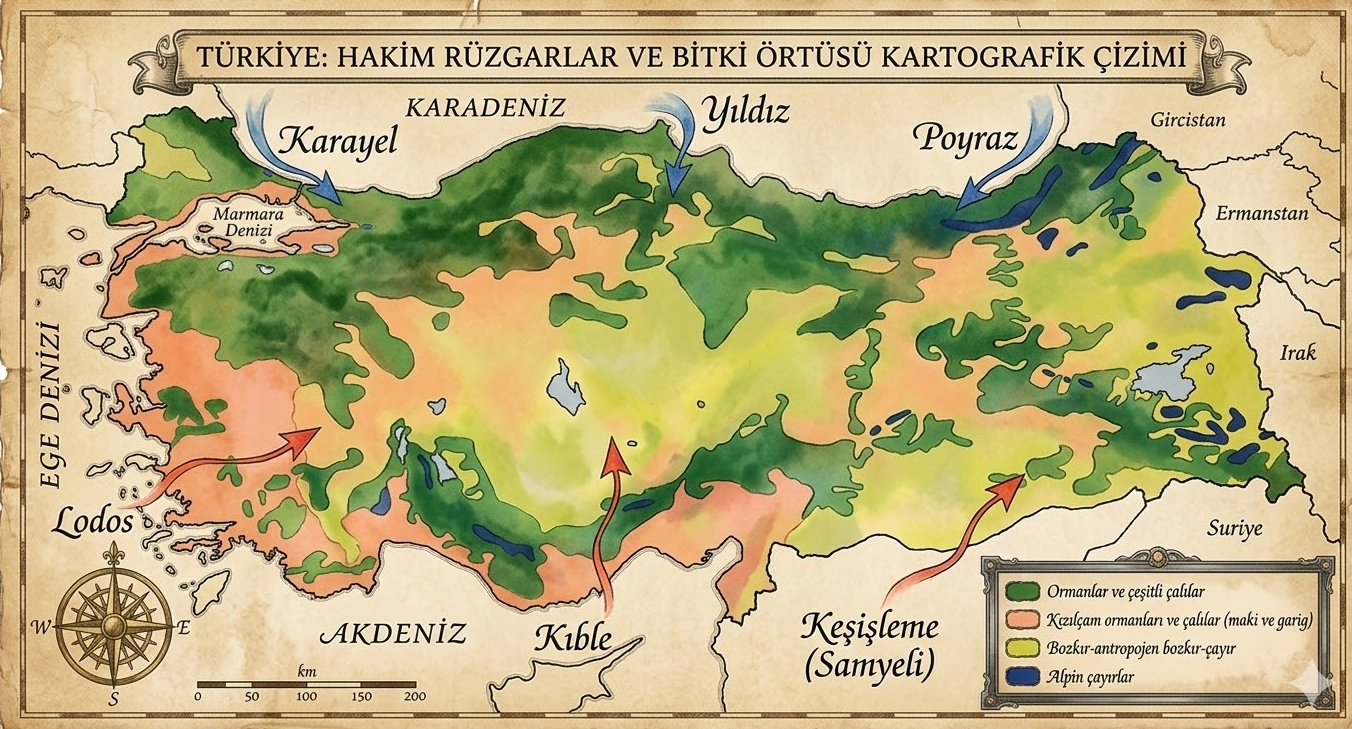 TÜRKİYE: HAKİM RÜZGARLAR VE BİTKİ ÖRTÜSÜ KARTOGRAFİK ÇİZİMİ
KARADENİZ
Karayel
Yıldız
Poyraz
Gircistan
Ermanstan
Marmara
Denizi
EGE DENİZİ
Irak
Lodos
Suriye
AKDENİZ
Kıble
Keşişleme
(Samyeli)
W
E
S
km
0 50 100 150 200
Ormanlar ve çeşitli çalılar
Kızılçam ormanları ve çalılar (maki ve garig)
Bozkır-antropojen bozkır-çayır
Alpin çayırlar